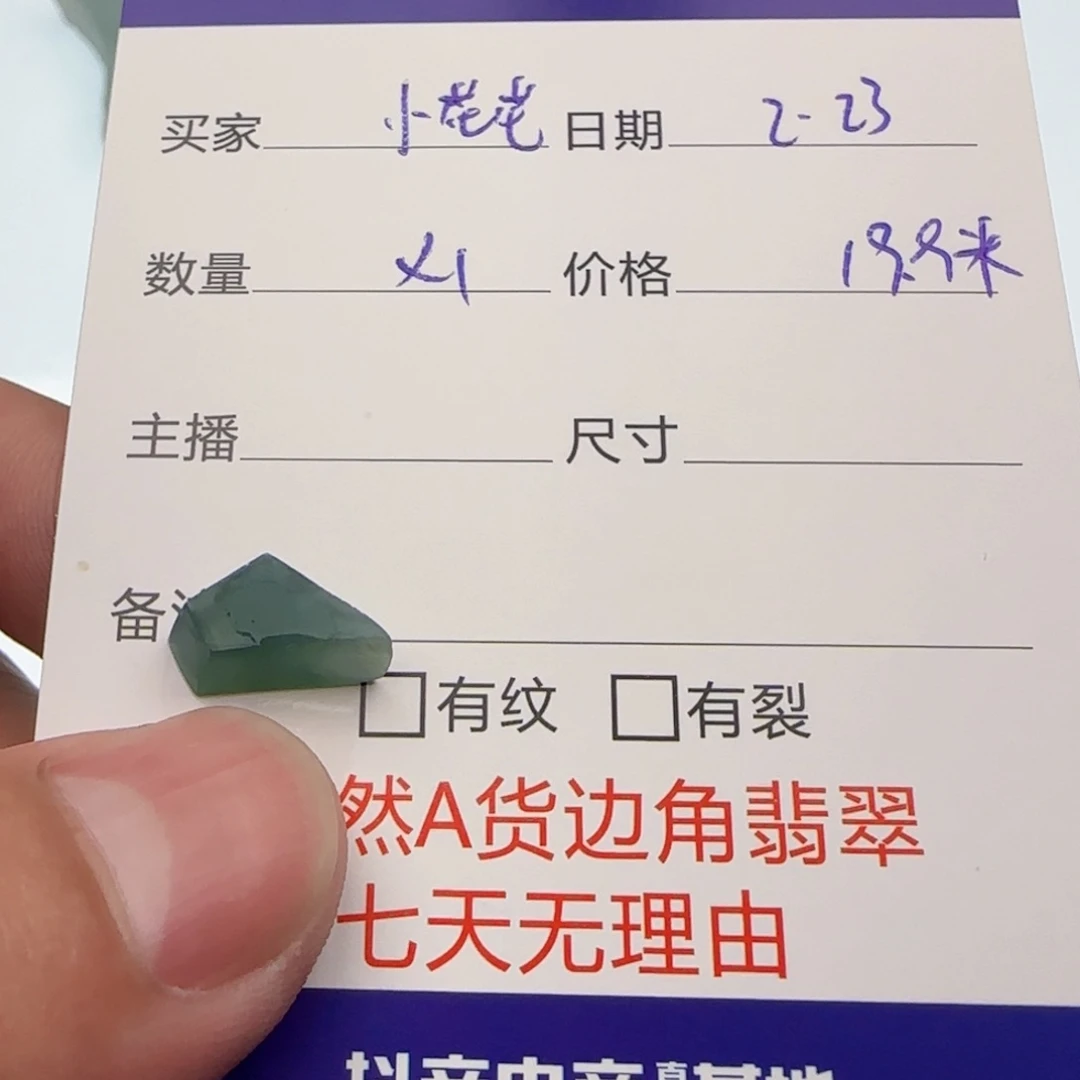 买家 小花花 日期 2-23
数量 x1 价格 19.9米
主播 尺寸
备
有纹 有裂
然A货边角翡翠
七天无理由